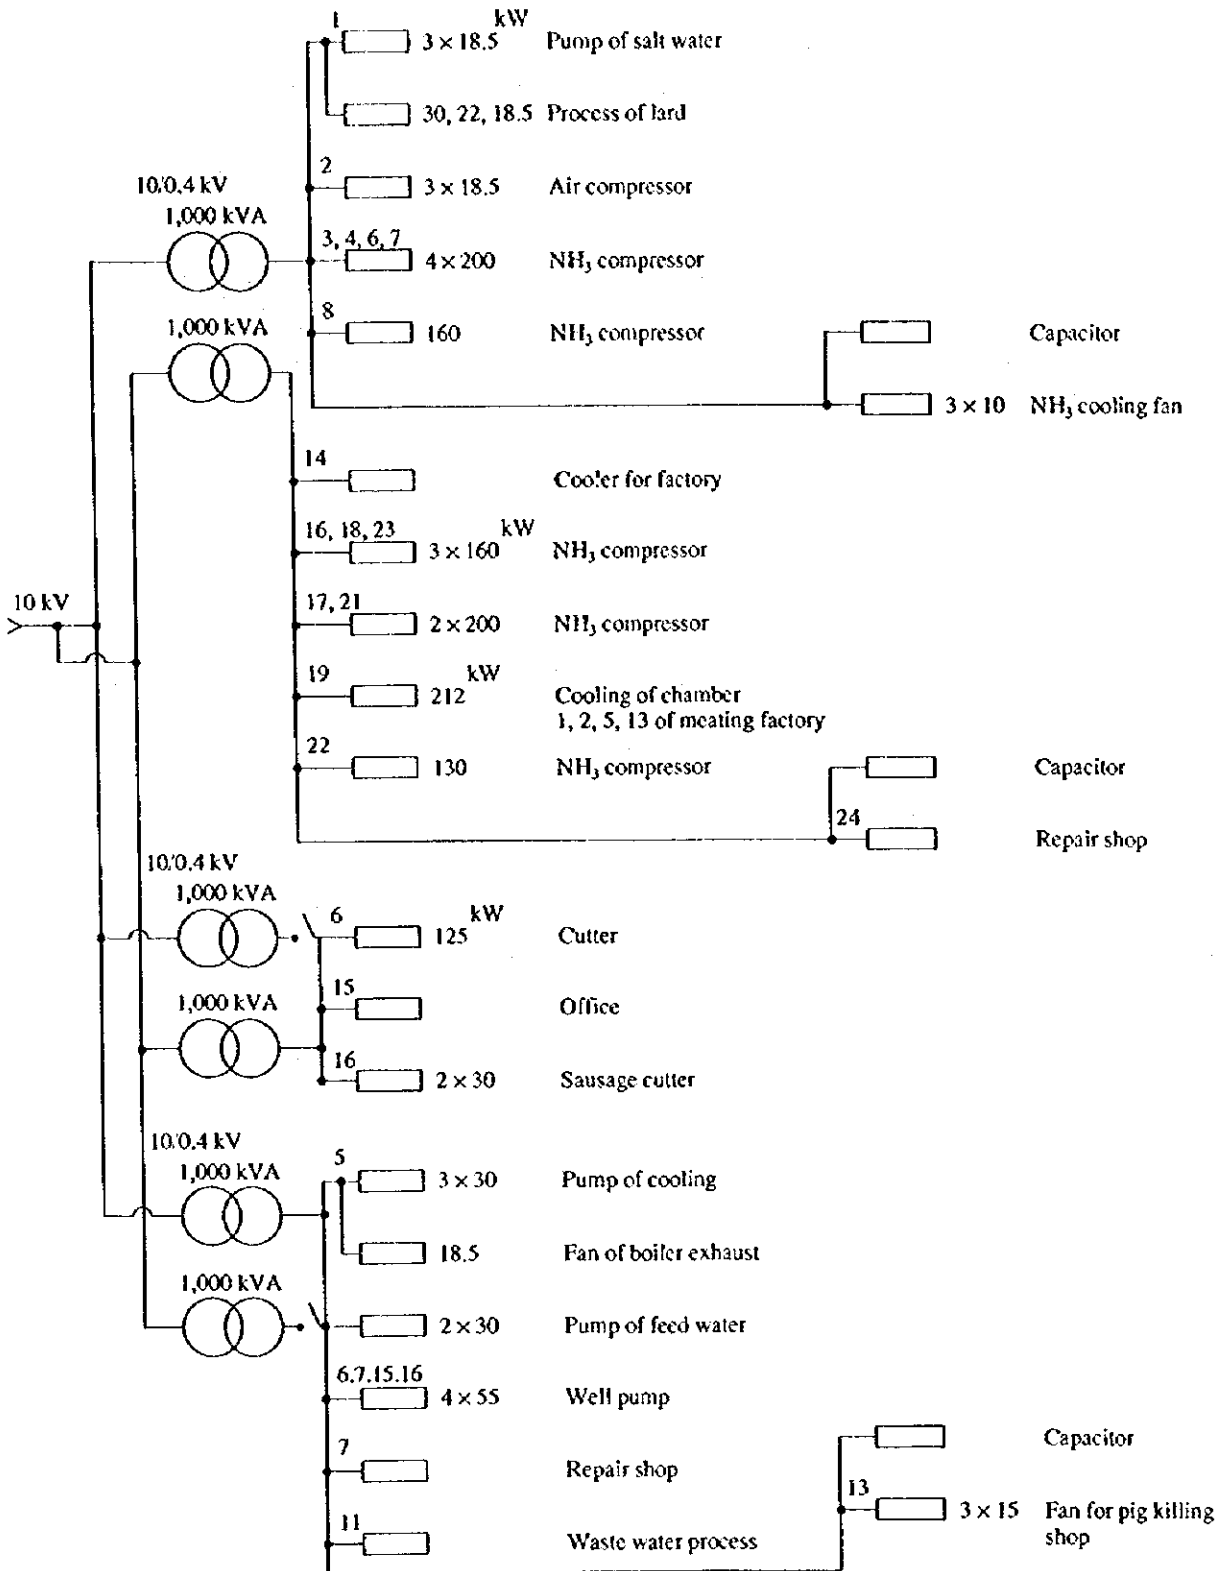 1 kW
3 × 18.5 Pump of salt water
30, 22, 18.5 Process of lard
2
3 × 18.5 Air compressor
10/0.4 kV
1,000 kVA
3, 4, 6, 7
4 × 200 NH₃ compressor
8
160 NH₃ compressor
1,000 kVA
Capacitor
3 × 10 NH₃ cooling fan
14
Cooler for factory
16, 18, 23 kW
3 × 160 NH₃ compressor
10 kV
17, 21
2 × 200 NH₃ compressor
19 kW
212 Cooling of chamber
1, 2, 5, 13 of meating factory
22
130 NH₃ compressor
Capacitor
24
Repair shop
10/0.4 kV
1,000 kVA
6 kW
125 Cutter
15
Office
1,000 kVA
16
2 × 30 Sausage cutter
10/0.4 kV
1,000 kVA
5
3 × 30 Pump of cooling
18.5 Fan of boiler exhaust
1,000 kVA
2 × 30 Pump of feed water
6.7.15.16
4 × 55 Well pump
7
Repair shop
Capacitor
13
3 × 15 Fan for pig killing
shop
11
Waste water process